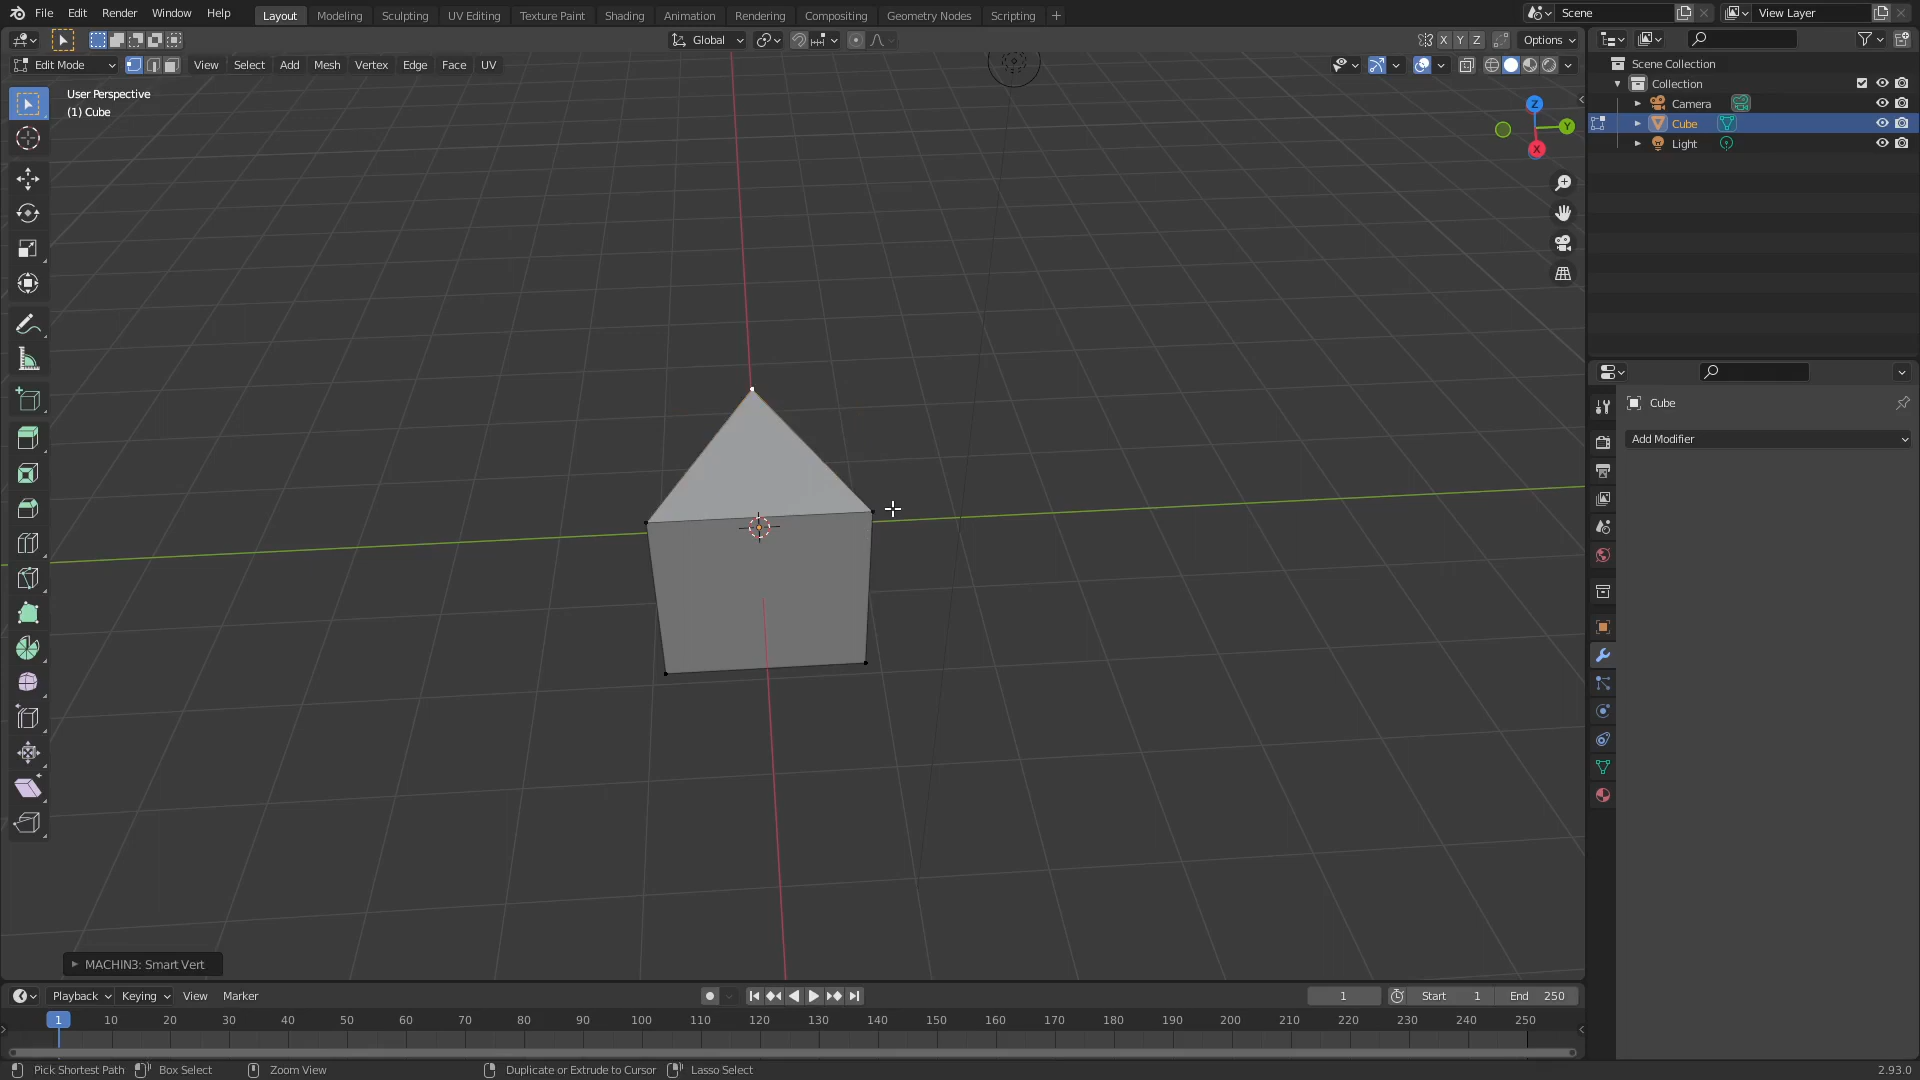 File Edit Render Window Help Layout Modeling Sculpting UV Editing Texture Paint Shading Animation Rendering Compositing Geometry Nodes Scripting + Scene View Layer
Global X Y Z Options
Edit Mode View Select Add Mesh Vertex Edge Face UV
User Perspective
(1) Cube
Z
Y
X
Scene Collection
Collection
Camera
Cube
Light
Cube
Add Modifier
MACHIN3: Smart Vert
Playback Keying View Marker 1 Start 1 End 250
1 10 20 30 40 50 60 70 80 90 100 110 120 130 140 150 160 170 180 190 200 210 220 230 240 250
Pick Shortest Path Box Select Zoom View Duplicate or Extrude to Cursor Lasso Select 2.93.0